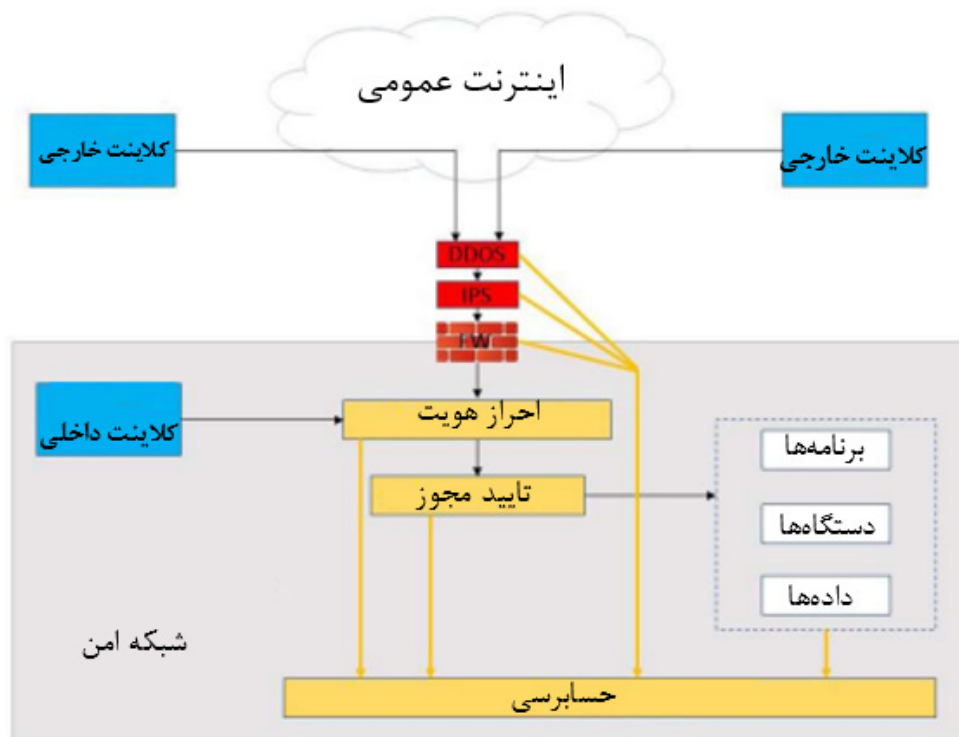 اینترنت عمومی
کلاینت خارجی
کلاینت خارجی
DDOS
IPS
FW
احراز هویت
کلاینت داخلی
تایید مجوز
برنامه‌ها
دستگاه‌ها
داده‌ها
شبکه امن
حسابرسی